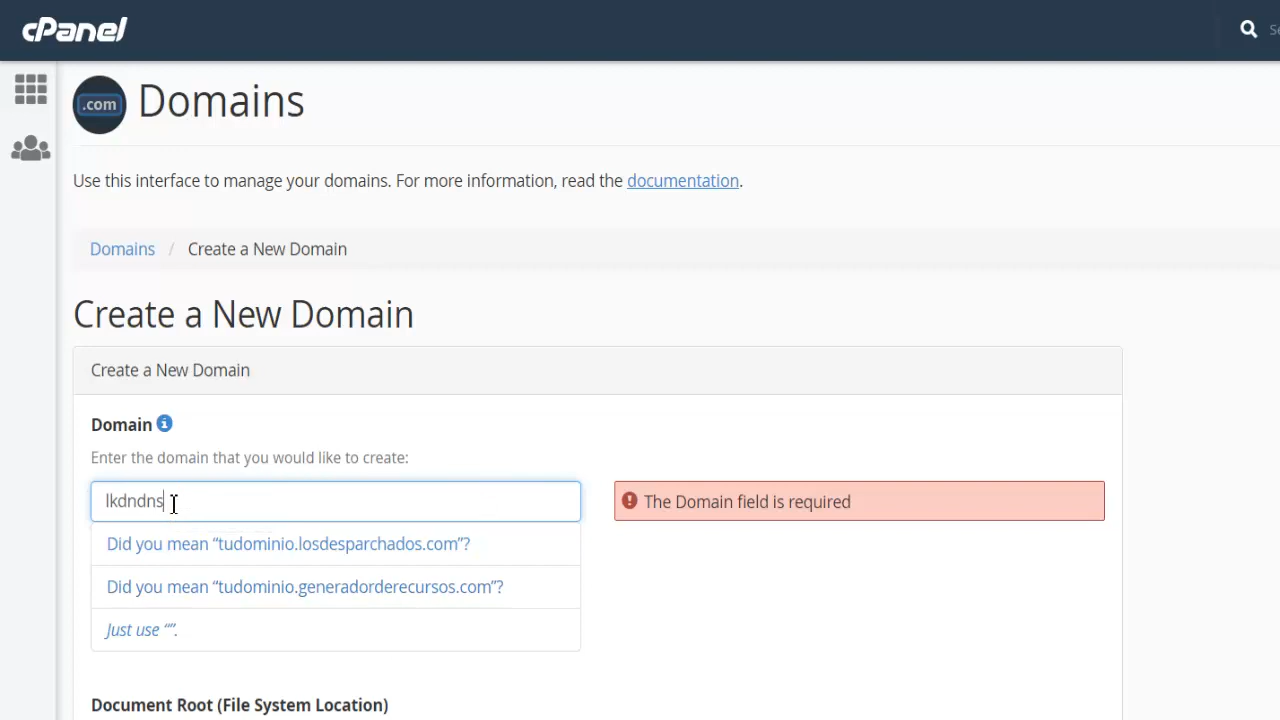 cPanel
.com Domains
Use this interface to manage your domains. For more information, read the documentation.
Domains / Create a New Domain
Create a New Domain
Create a New Domain
Domain
Enter the domain that you would like to create:
lkdndns
The Domain field is required
Did you mean “tudominio.losdesparchados.com”?
Did you mean “tudominio.generadorderecursos.com”?
Just use “”.
Document Root (File System Location)